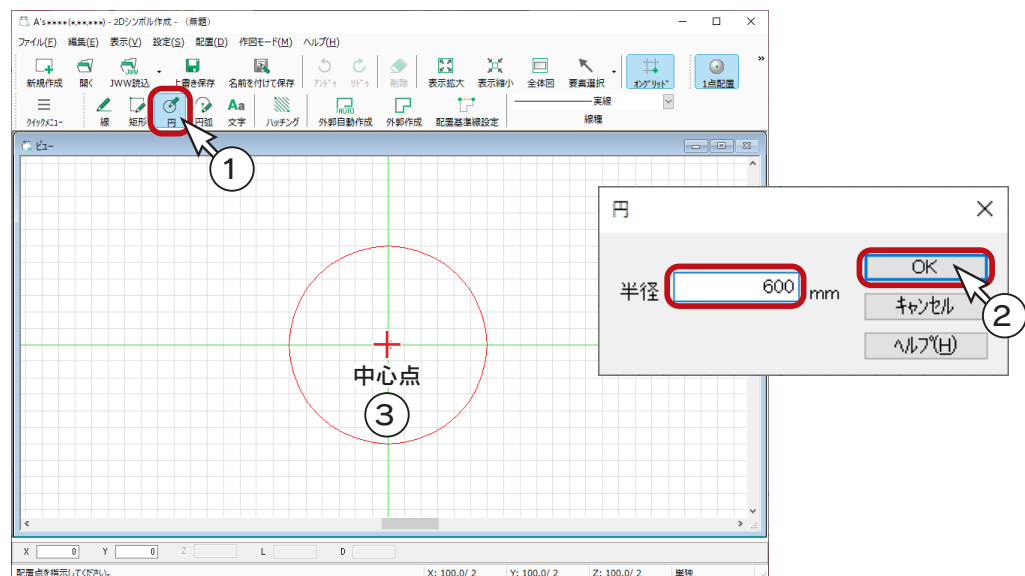 A's****(*,**,***) - 2Dシンボル作成 - （無題）
ファイル(F) 編集(E) 表示(V) 設定(S) 配置(D) 作図モード(M) ヘルプ(H)
新規作成 開く JWW読込 上書き保存 名前を付けて保存 アンドゥ リドゥ 削除 表示拡大 表示縮小 全体図 要素選択 オングリッド 1点配置 »
クイックメニュー 線 矩形 円 円弧 文字 ハッチング 外郭自動作成 外郭作成 配置基準線設定 実線
線種
ビュー
①
円
半径 600 mm
OK
キャンセル
ヘルプ(H)
②
中心点
③
X 0 Y 0 Z L D
配置点を指示してください。 X: 100.0/ 2 Y: 100.0/ 2 Z: 100.0/ 2 単独